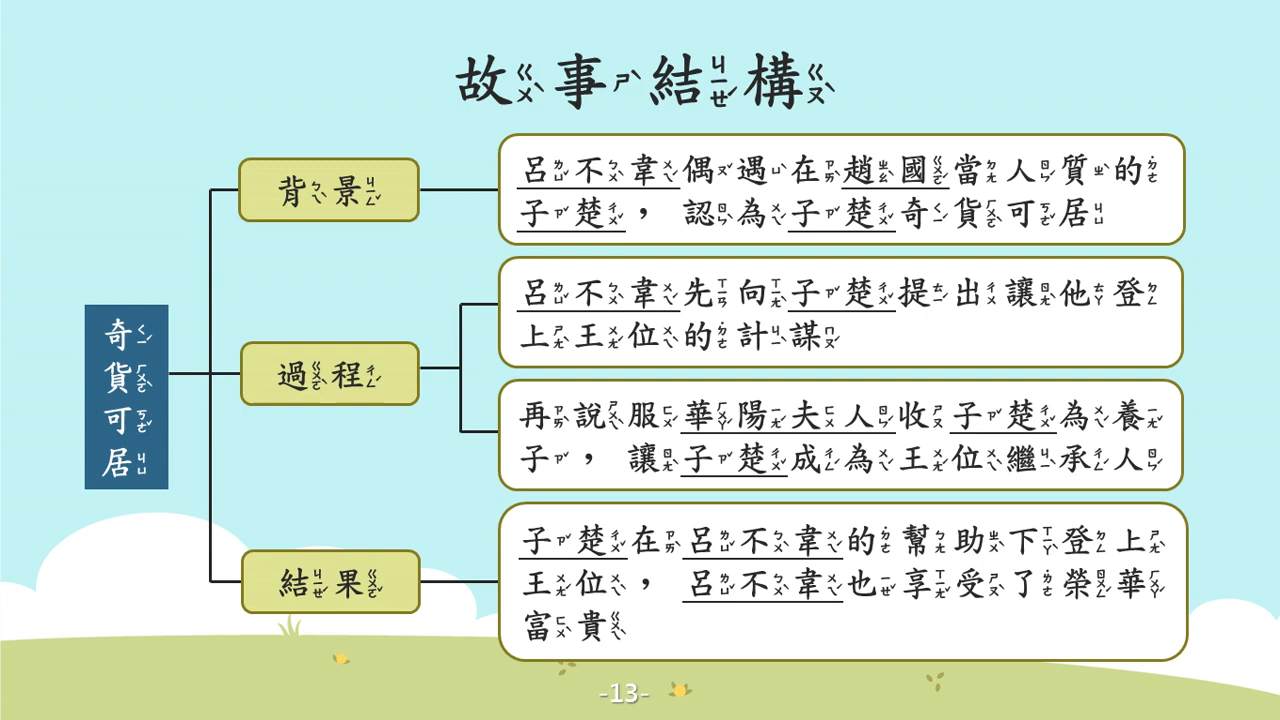 故事結構
奇貨可居
背景
呂不韋偶遇在趙國當人質的
子楚，認為子楚奇貨可居
過程
呂不韋先向子楚提出讓他登
上王位的計謀
再說服華陽夫人收子楚為養
子，讓子楚成為王位繼承人
結果
子楚在呂不韋的幫助下登上
王位，呂不韋也享受了榮華
富貴
-13-